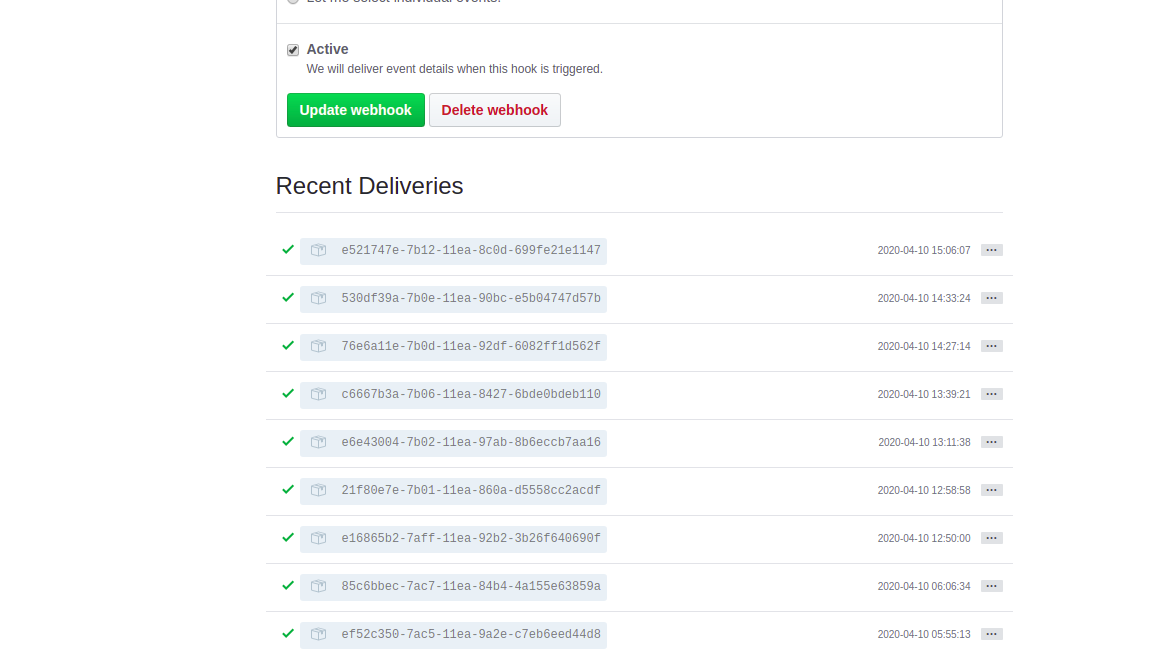 Let me select individual events.
Active
We will deliver event details when this hook is triggered.
Update webhook Delete webhook
Recent Deliveries
e521747e-7b12-11ea-8c0d-699fe21e1147 2020-04-10 15:06:07
530df39a-7b0e-11ea-90bc-e5b04747d57b 2020-04-10 14:33:24
76e6a11e-7b0d-11ea-92df-6082ff1d562f 2020-04-10 14:27:14
c6667b3a-7b06-11ea-8427-6bde0bdeb110 2020-04-10 13:39:21
e6e43004-7b02-11ea-97ab-8b6eccb7aa16 2020-04-10 13:11:38
21f80e7e-7b01-11ea-860a-d5558cc2acdf 2020-04-10 12:58:58
e16865b2-7aff-11ea-92b2-3b26f640690f 2020-04-10 12:50:00
85c6bbec-7ac7-11ea-84b4-4a155e63859a 2020-04-10 06:06:34
ef52c350-7ac5-11ea-9a2e-c7eb6eed44d8 2020-04-10 05:55:13